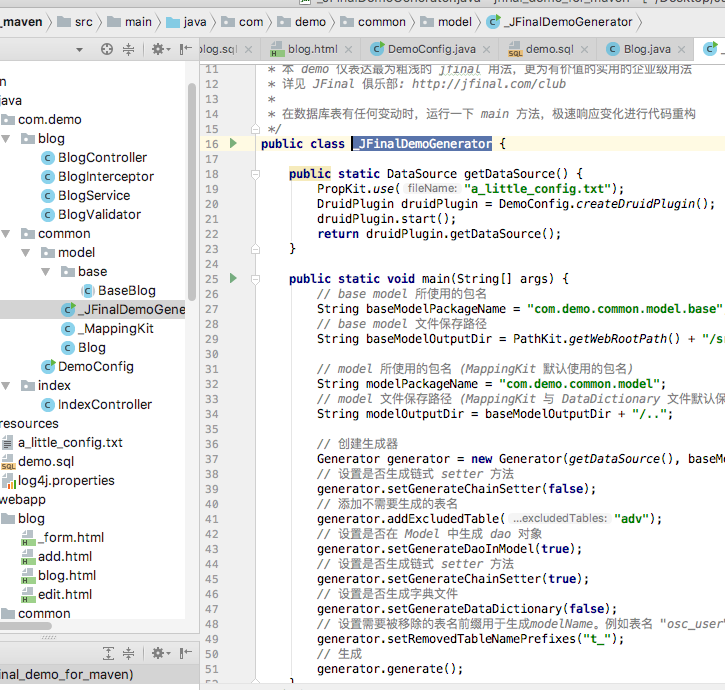 _JFinalDemoGenerator.java - jfinal_demo_for_maven - [~/Desktop/
_maven src main java com demo common model _JFinalDemoGenerator
blog.sql blog.html DemoConfig.java demo.sql Blog.java
n
java
com.demo
blog
BlogController
BlogInterceptor
BlogService
BlogValidator
common
model
base
BaseBlog
_JFinalDemoGene
_MappingKit
Blog
DemoConfig
index
IndexController
resources
a_little_config.txt
demo.sql
log4j.properties
webapp
blog
_form.html
add.html
blog.html
edit.html
common
inal_demo_for_maven)
11 * 本 demo 仅表达最为粗浅的 jfinal 用法，更为有价值的实用的企业级用法
12 * 详见 JFinal 俱乐部: http://jfinal.com/club
13 *
14 * 在数据库表有任何变动时，运行一下 main 方法，极速响应变化进行代码重构
15 */
16 public class _JFinalDemoGenerator {
17
18 public static DataSource getDataSource() {
19 PropKit.use( fileName: "a_little_config.txt");
20 DruidPlugin druidPlugin = DemoConfig.createDruidPlugin();
21 druidPlugin.start();
22 return druidPlugin.getDataSource();
23 }
24
25 public static void main(String[] args) {
26 // base model 所使用的包名
27 String baseModelPackageName = "com.demo.common.model.base"
28 // base model 文件保存路径
29 String baseModelOutputDir = PathKit.getWebRootPath() + "/s
30
31 // model 所使用的包名 (MappingKit 默认使用的包名)
32 String modelPackageName = "com.demo.common.model";
33 // model 文件保存路径 (MappingKit 与 DataDictionary 文件默认保
34 String modelOutputDir = baseModelOutputDir + "/..";
35
36 // 创建生成器
37 Generator generator = new Generator(getDataSource(), baseM
38 // 设置是否生成链式 setter 方法
39 generator.setGenerateChainSetter(false);
40 // 添加不需要生成的表名
41 generator.addExcludedTable( ...excludedTables: "adv");
42 // 设置是否在 Model 中生成 dao 对象
43 generator.setGenerateDaoInModel(true);
44 // 设置是否生成链式 setter 方法
45 generator.setGenerateChainSetter(true);
46 // 设置是否生成字典文件
47 generator.setGenerateDataDictionary(false);
48 // 设置需要被移除的表名前缀用于生成modelName。例如表名 "osc_user"
49 generator.setRemovedTableNamePrefixes("t_");
50 // 生成
51 generator.generate();
52 }